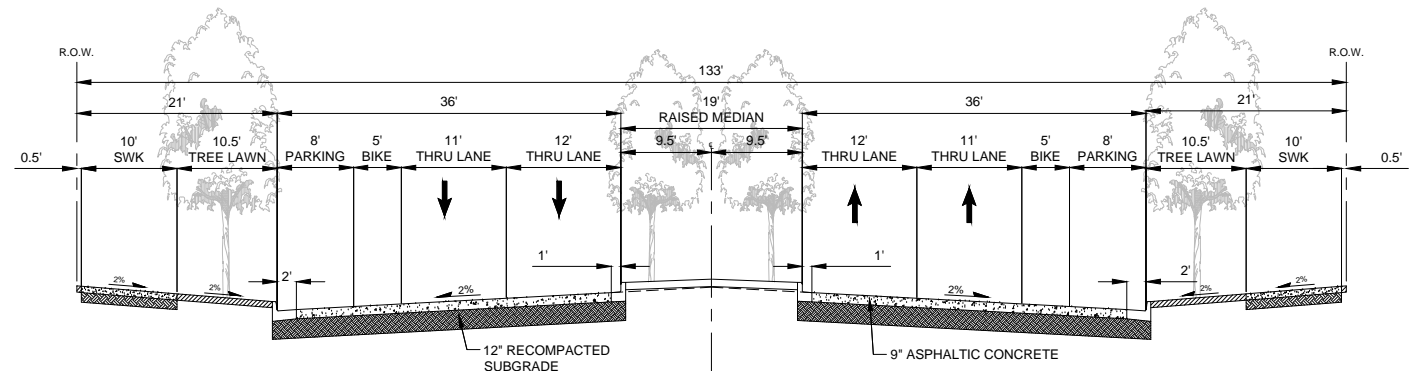 R.O.W.
R.O.W.
133'
21'
36'
19'
36'
21'
RAISED MEDIAN
0.5'
10'
SWK
10.5'
TREE LAWN
8'
PARKING
5'
BIKE
11'
THRU LANE
12'
THRU LANE
9.5'
9.5'
℄
12'
THRU LANE
11'
THRU LANE
5'
BIKE
8'
PARKING
10.5'
TREE LAWN
10'
SWK
0.5'
2'
1'
1'
2'
2%
2%
2%
2%
2%
2%
12" RECOMPACTED
SUBGRADE
9" ASPHALTIC CONCRETE